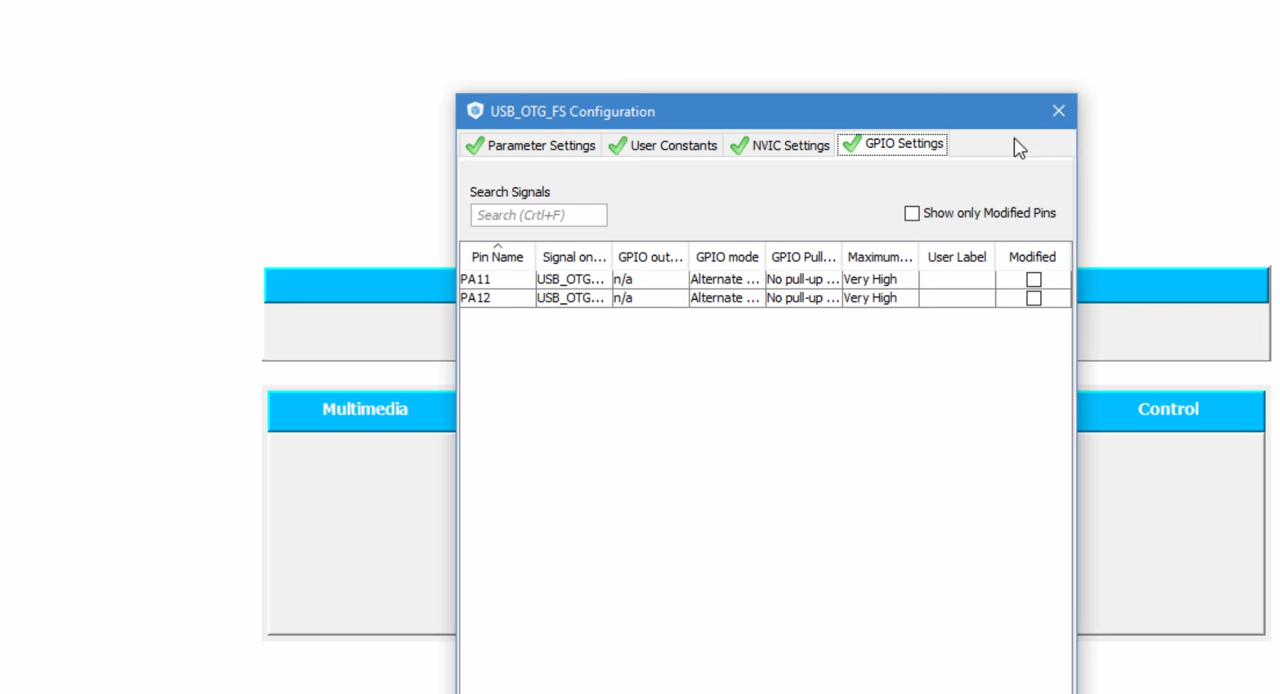 USB_OTG_FS Configuration
Parameter Settings User Constants NVIC Settings GPIO Settings
Search Signals
Search (Crtl+F)
Show only Modified Pins
Pin Name Signal on... GPIO out... GPIO mode GPIO Pull... Maximum... User Label Modified
PA11 USB_OTG... n/a Alternate ... No pull-up ... Very High
PA12 USB_OTG... n/a Alternate ... No pull-up ... Very High
Multimedia
Control